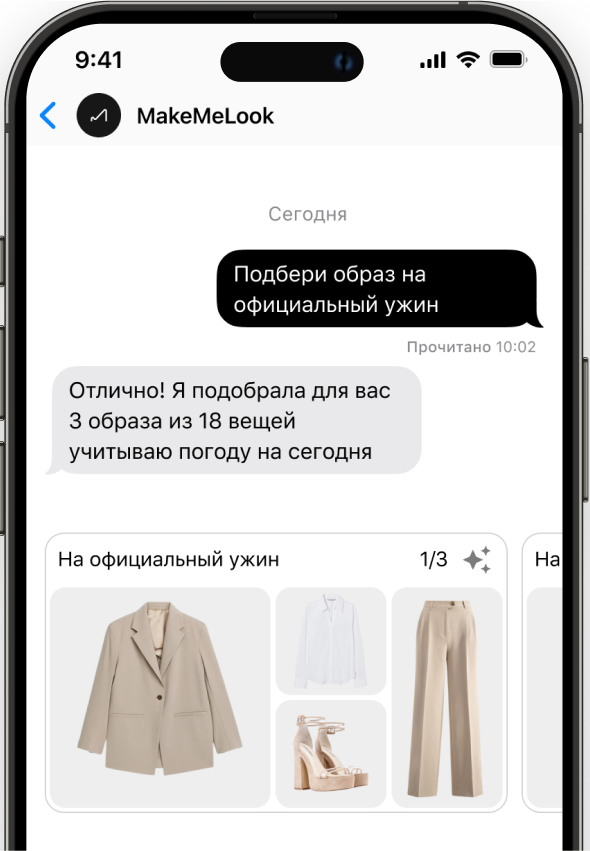 9:41
MakeMeLook
Сегодня
Подбери образ на
официальный ужин
Прочитано 10:02
Отлично! Я подобрала для вас
3 образа из 18 вещей
учитываю погоду на сегодня
На официальный ужин 1/3
На